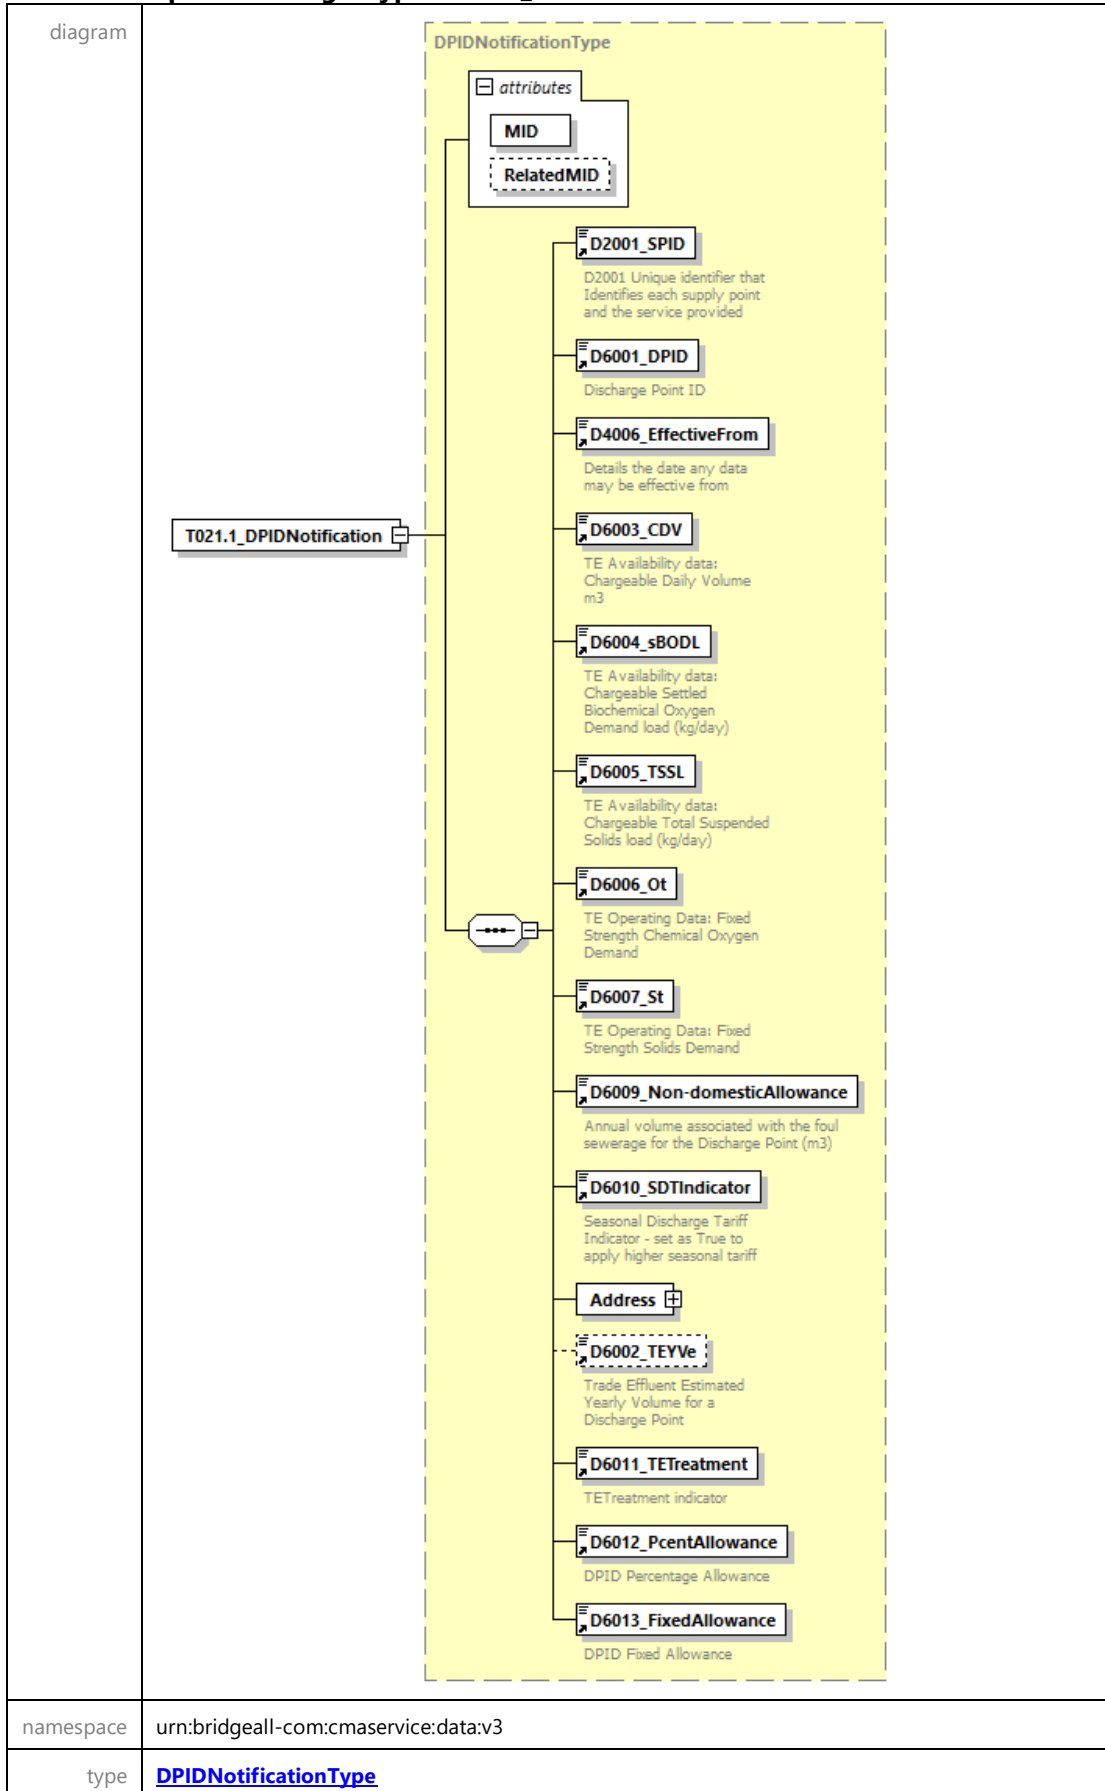 diagram
DPIDNotificationType
attributes
MID
RelatedMID
D2001_SPID
D2001 Unique identifier that
Identifies each supply point
and the service provided
D6001_DPID
Discharge Point ID
D4006_EffectiveFrom
Details the date any data
may be effective from
T021.1_DPIDNotification
D6003_CDV
TE Availability data:
Chargeable Daily Volume
m3
D6004_sBODL
TE Availability data:
Chargeable Settled
Biochemical Oxygen
Demand load (kg/day)
D6005_TSSL
TE Availability data:
Chargeable Total Suspended
Solids load (kg/day)
D6006_Ot
TE Operating Data: Fixed
Strength Chemical Oxygen
Demand
D6007_St
TE Operating Data: Fixed
Strength Solids Demand
D6009_Non-domesticAllowance
Annual volume associated with the foul
sewerage for the Discharge Point (m3)
D6010_SDTIndicator
Seasonal Discharge Tariff
Indicator - set as True to
apply higher seasonal tariff
Address
D6002_TEYVe
Trade Effluent Estimated
Yearly Volume for a
Discharge Point
D6011_TETreatment
TETreatment indicator
D6012_PcentAllowance
DPID Percentage Allowance
D6013_FixedAllowance
DPID Fixed Allowance
namespace urn:bridgeall-com:cmaservice:data:v3
type DPIDNotificationType